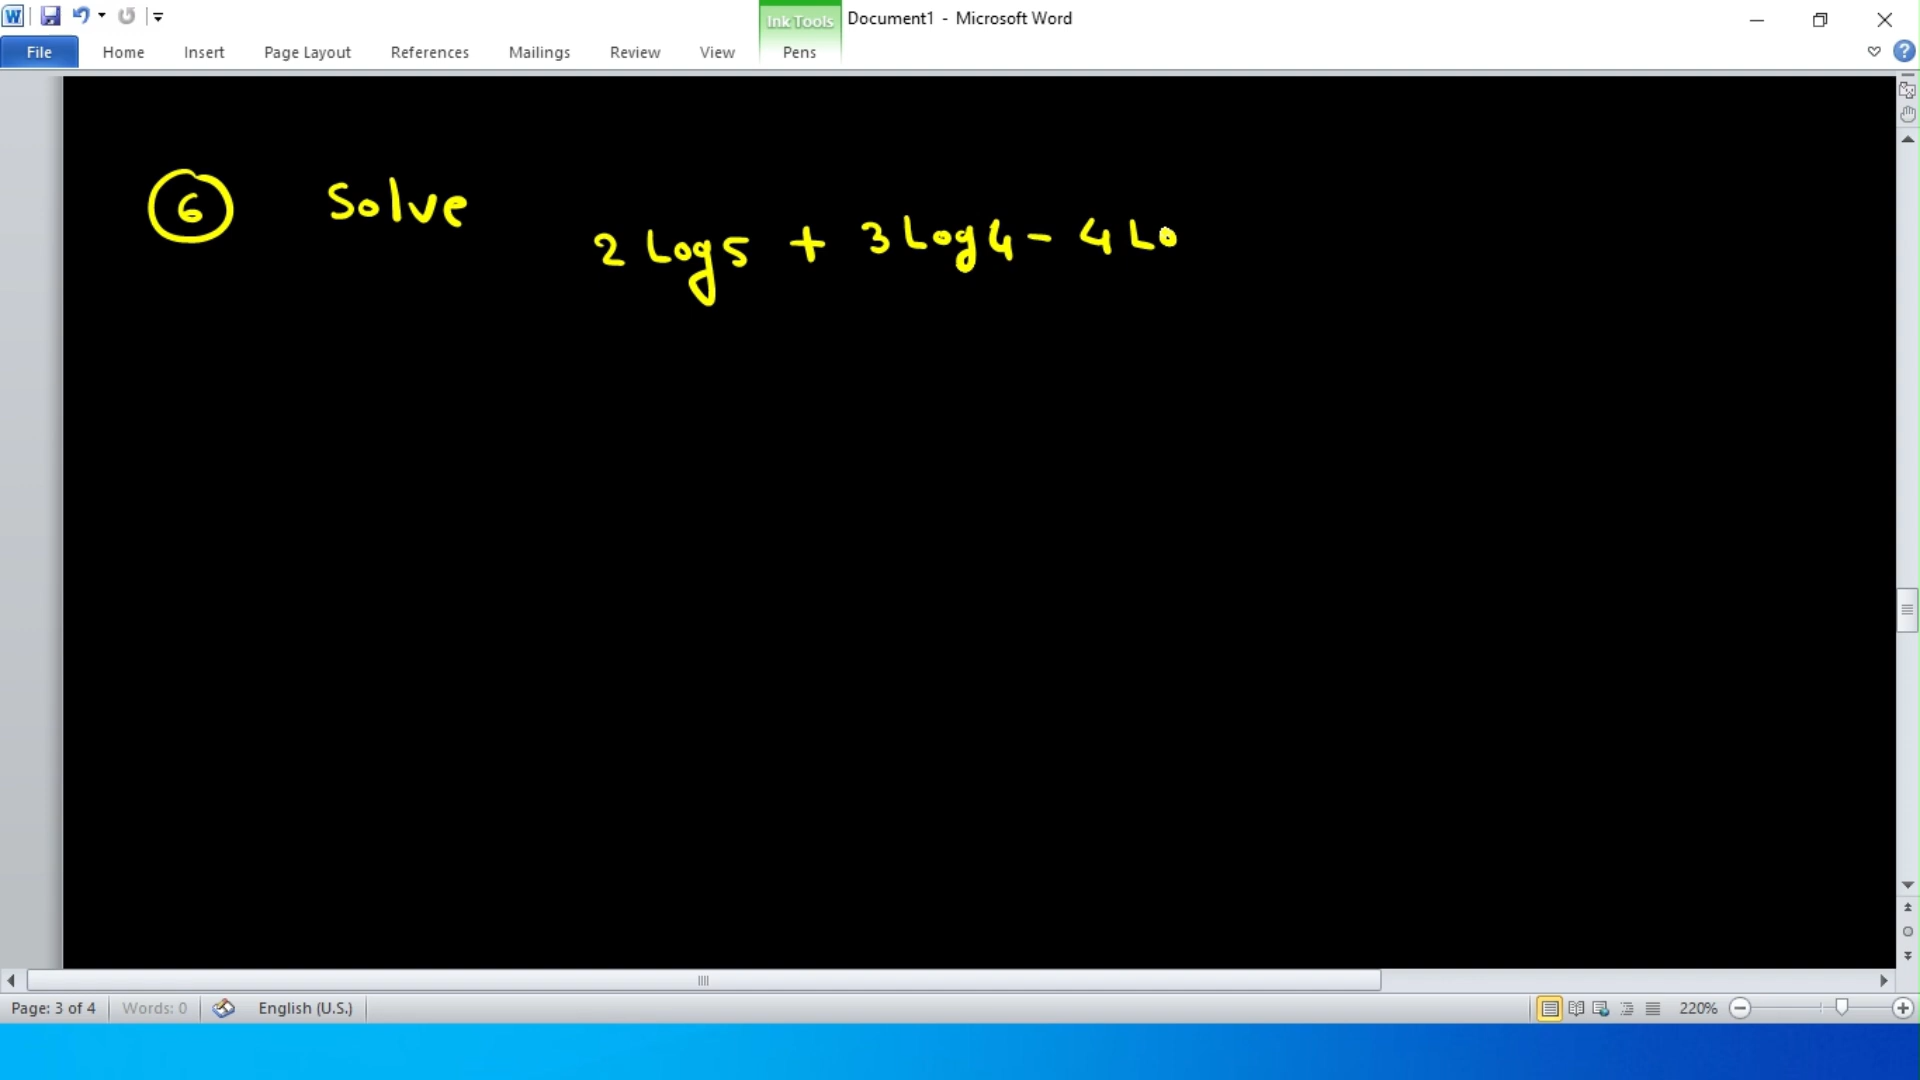 Ink Tools
Document1 - Microsoft Word
File Home Insert Page Layout References Mailings Review View Pens
6 Solve
2 Log 5 + 3 Log 4 - 4 Lo
Page: 3 of 4 Words: 0 English (U.S.) 220%